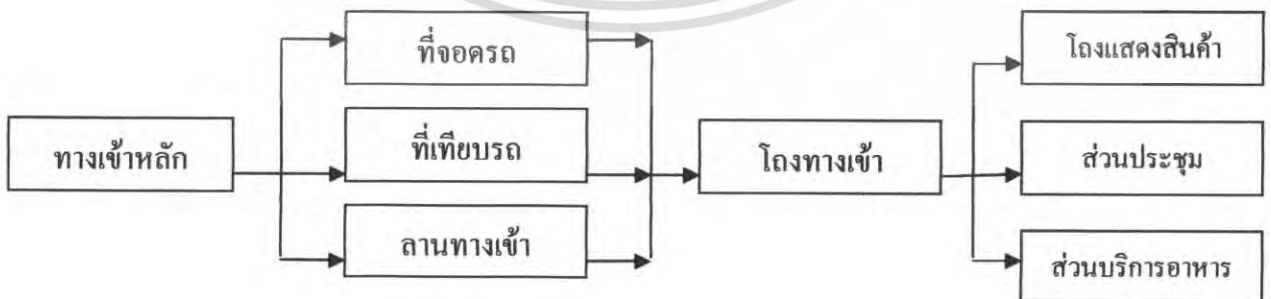 ทางเข้าหลัก
ที่จอดรถ
ที่เทียบรถ
ลานทางเข้า
โถงทางเข้า
โถงแสดงสินค้า
ส่วนประชุม
ส่วนบริการอาหาร